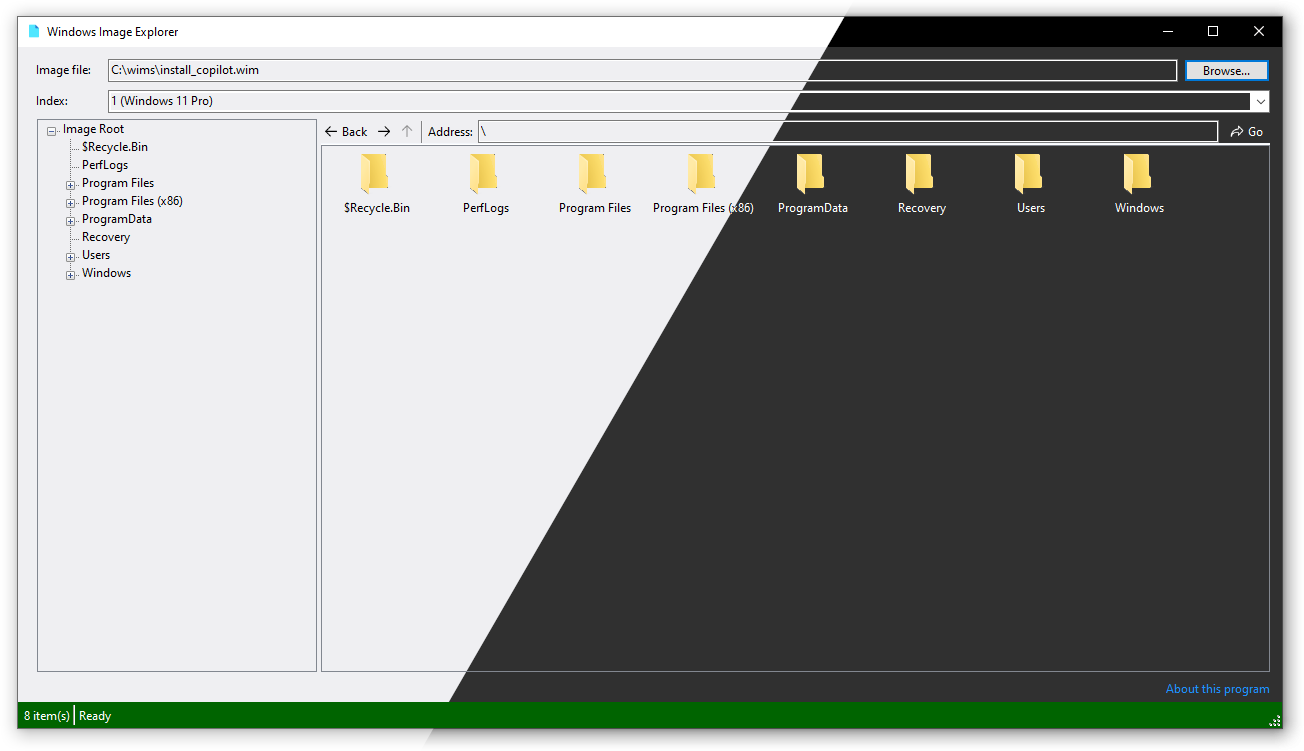 Windows Image Explorer
Image file: C:\wims\install_copilot.wim Browse...
Index: 1 (Windows 11 Pro)
Image Root
$Recycle.Bin
PerfLogs
Program Files
Program Files (x86)
ProgramData
Recovery
Users
Windows
Back Address: \ Go
$Recycle.Bin PerfLogs Program Files Program Files (x86) ProgramData Recovery Users Windows
About this program
8 item(s) Ready